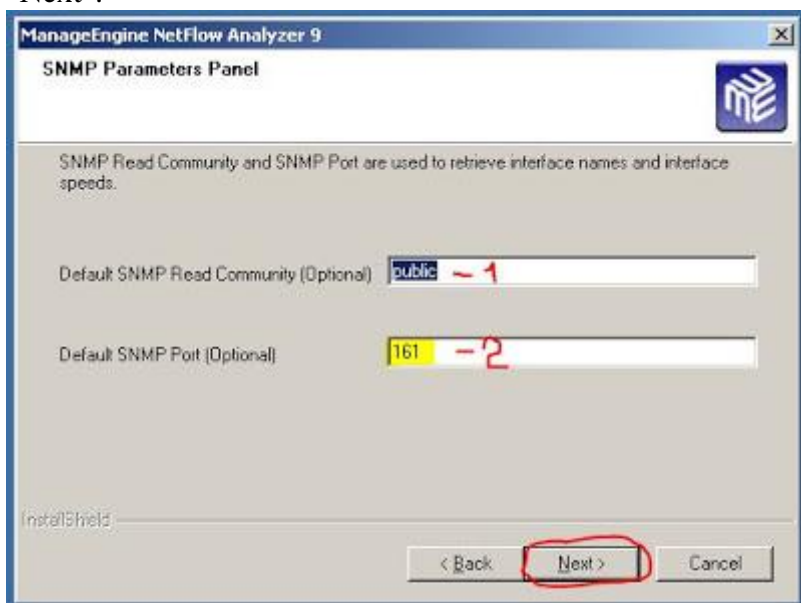 "Next".
ManageEngine NetFlow Analyzer 9
SNMP Parameters Panel
SNMP Read Community and SNMP Port are used to retrieve interface names and interface
speeds.
Default SNMP Read Community (Optional) public - 1
Default SNMP Port (Optional) 161 - 2
InstallShield
< Back Next > Cancel